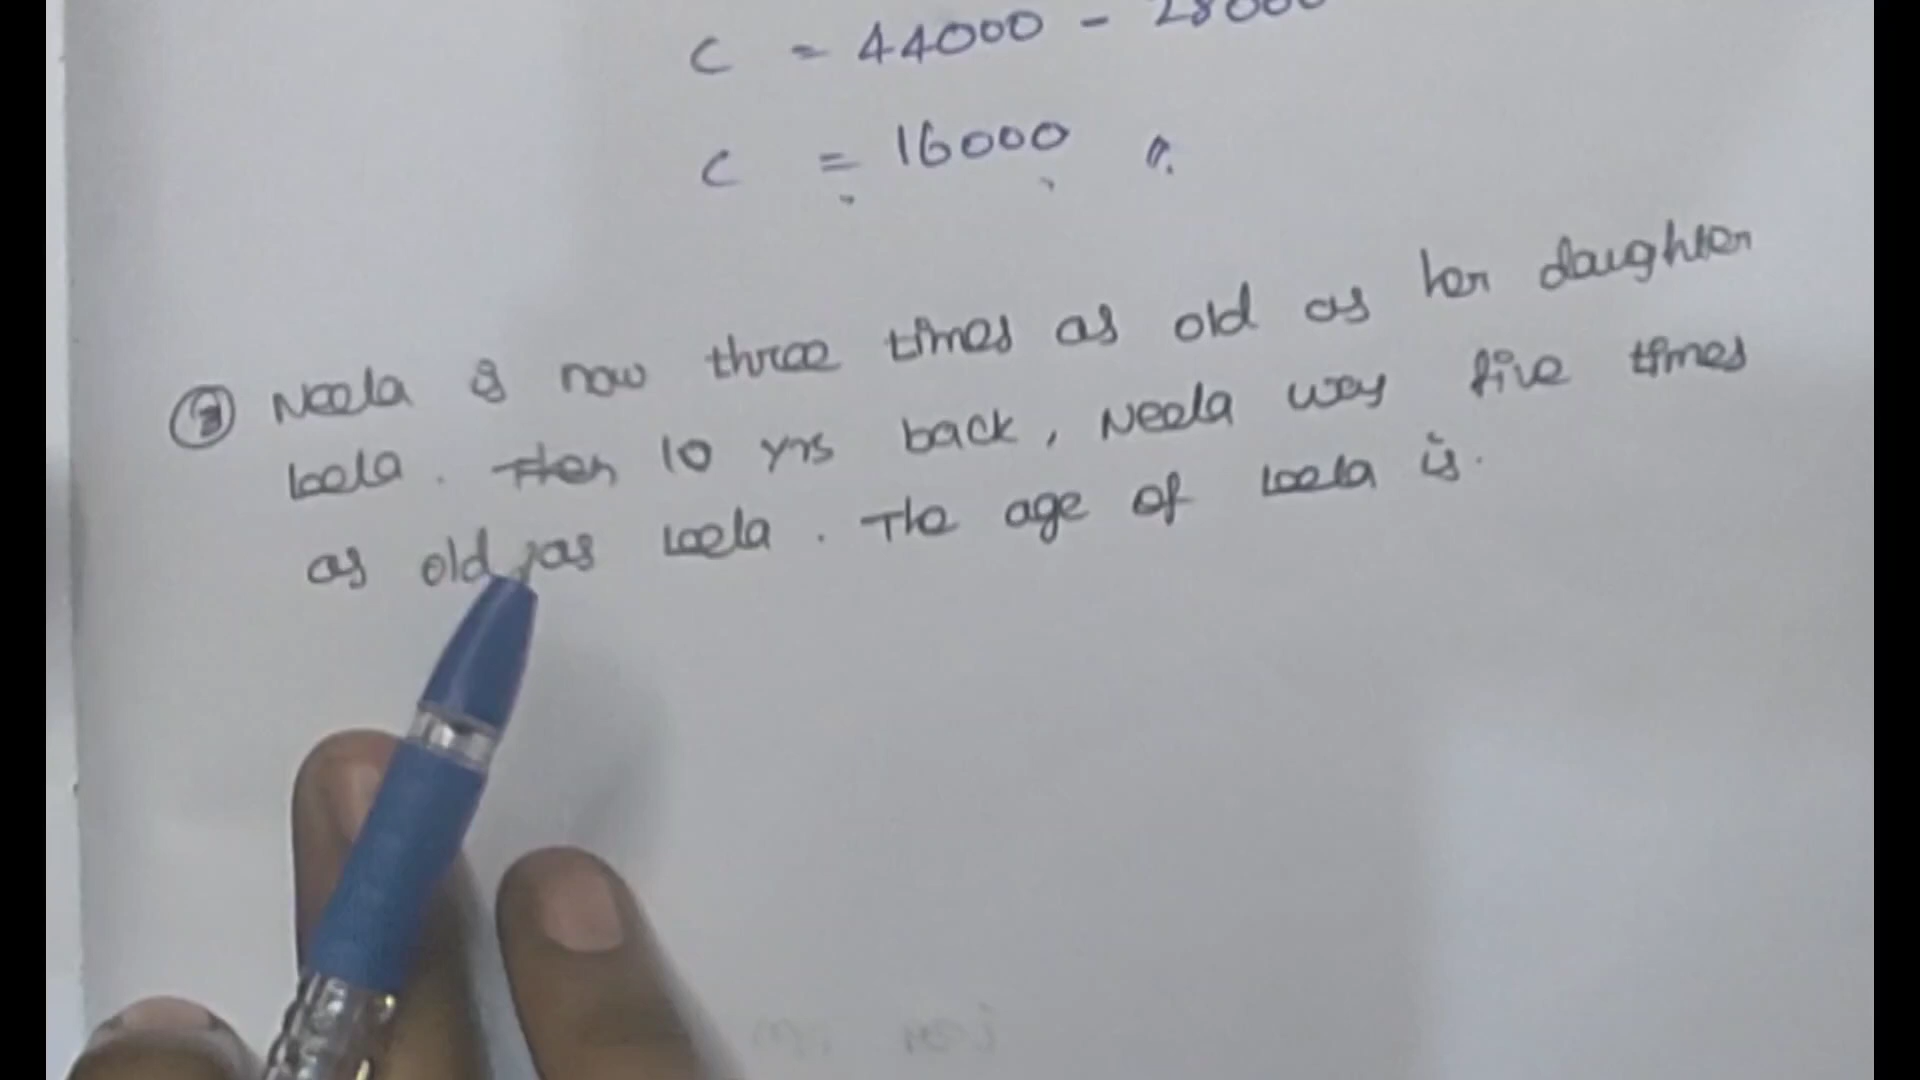 C = 44000 - 28000
C = 16000
③ Neela is now three times as old as her daughter
Leela. Then 10 yrs back, Neela was five times
as old as Leela. The age of Leela is.